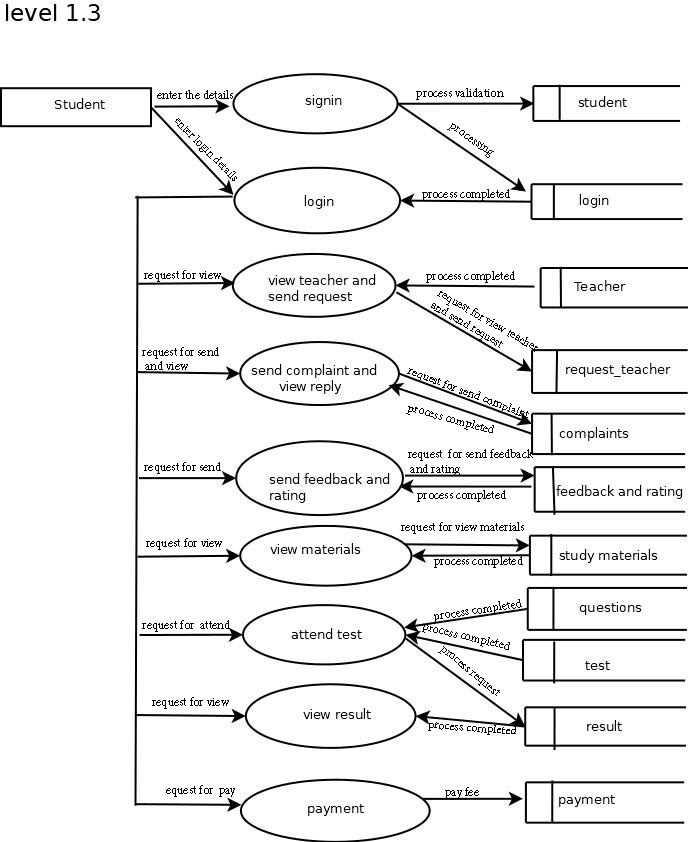 level 1.3
Student
enter the details
signin
process validation
student
enter login details
processing
login
process completed
login
request for view
view teacher and
send request
process completed
Teacher
request for view teacher
and send request
request_teacher
request for send
and view
send complaint and
view reply
request for send complaint
process completed
complaints
request for send
send feedback and
rating
request for send feedback
and rating
process completed
feedback and rating
request for view
view materials
request for view materials
process completed
study materials
request for attend
attend test
process completed
questions
process completed
test
process request
request for view
view result
process completed
result
equest for pay
payment
pay fee
payment